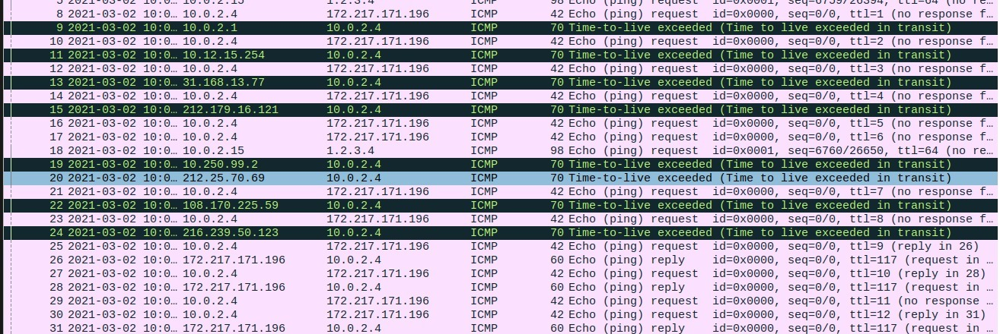 5 2021-03-02 10:0… 10.0.2.15 1.2.3.4 ICMP 98 Echo (ping) request id=0x0001, seq=6759/26394, ttl=64 (no re…
8 2021-03-02 10:0… 10.0.2.4 172.217.171.196 ICMP 42 Echo (ping) request id=0x0000, seq=0/0, ttl=1 (no response f…
9 2021-03-02 10:0… 10.0.2.1 10.0.2.4 ICMP 70 Time-to-live exceeded (Time to live exceeded in transit)
10 2021-03-02 10:0… 10.0.2.4 172.217.171.196 ICMP 42 Echo (ping) request id=0x0000, seq=0/0, ttl=2 (no response f…
11 2021-03-02 10:0… 10.12.15.254 10.0.2.4 ICMP 70 Time-to-live exceeded (Time to live exceeded in transit)
12 2021-03-02 10:0… 10.0.2.4 172.217.171.196 ICMP 42 Echo (ping) request id=0x0000, seq=0/0, ttl=3 (no response f…
13 2021-03-02 10:0… 31.168.13.77 10.0.2.4 ICMP 70 Time-to-live exceeded (Time to live exceeded in transit)
14 2021-03-02 10:0… 10.0.2.4 172.217.171.196 ICMP 42 Echo (ping) request id=0x0000, seq=0/0, ttl=4 (no response f…
15 2021-03-02 10:0… 212.179.16.121 10.0.2.4 ICMP 70 Time-to-live exceeded (Time to live exceeded in transit)
16 2021-03-02 10:0… 10.0.2.4 172.217.171.196 ICMP 42 Echo (ping) request id=0x0000, seq=0/0, ttl=5 (no response f…
17 2021-03-02 10:0… 10.0.2.4 172.217.171.196 ICMP 42 Echo (ping) request id=0x0000, seq=0/0, ttl=6 (no response f…
18 2021-03-02 10:0… 10.0.2.15 1.2.3.4 ICMP 98 Echo (ping) request id=0x0001, seq=6760/26650, ttl=64 (no re…
19 2021-03-02 10:0… 10.250.99.2 10.0.2.4 ICMP 70 Time-to-live exceeded (Time to live exceeded in transit)
20 2021-03-02 10:0… 212.25.70.69 10.0.2.4 ICMP 70 Time-to-live exceeded (Time to live exceeded in transit)
21 2021-03-02 10:0… 10.0.2.4 172.217.171.196 ICMP 42 Echo (ping) request id=0x0000, seq=0/0, ttl=7 (no response f…
22 2021-03-02 10:0… 108.170.225.59 10.0.2.4 ICMP 70 Time-to-live exceeded (Time to live exceeded in transit)
23 2021-03-02 10:0… 10.0.2.4 172.217.171.196 ICMP 42 Echo (ping) request id=0x0000, seq=0/0, ttl=8 (no response f…
24 2021-03-02 10:0… 216.239.50.123 10.0.2.4 ICMP 70 Time-to-live exceeded (Time to live exceeded in transit)
25 2021-03-02 10:0… 10.0.2.4 172.217.171.196 ICMP 42 Echo (ping) request id=0x0000, seq=0/0, ttl=9 (reply in 26)
26 2021-03-02 10:0… 172.217.171.196 10.0.2.4 ICMP 60 Echo (ping) reply id=0x0000, seq=0/0, ttl=117 (request in …
27 2021-03-02 10:0… 10.0.2.4 172.217.171.196 ICMP 42 Echo (ping) request id=0x0000, seq=0/0, ttl=10 (reply in 28)
28 2021-03-02 10:0… 172.217.171.196 10.0.2.4 ICMP 60 Echo (ping) reply id=0x0000, seq=0/0, ttl=117 (request in …
29 2021-03-02 10:0… 10.0.2.4 172.217.171.196 ICMP 42 Echo (ping) request id=0x0000, seq=0/0, ttl=11 (no response …
30 2021-03-02 10:0… 10.0.2.4 172.217.171.196 ICMP 42 Echo (ping) request id=0x0000, seq=0/0, ttl=12 (reply in 31)
31 2021-03-02 10:0… 172.217.171.196 10.0.2.4 ICMP 60 Echo (ping) reply id=0x0000, seq=0/0, ttl=117 (request in …